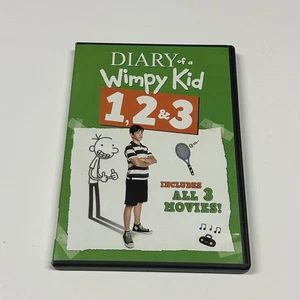 DIARY of a
Wimpy Kid
1, 2 & 3
INCLUDES
ALL 3
MOVIES!